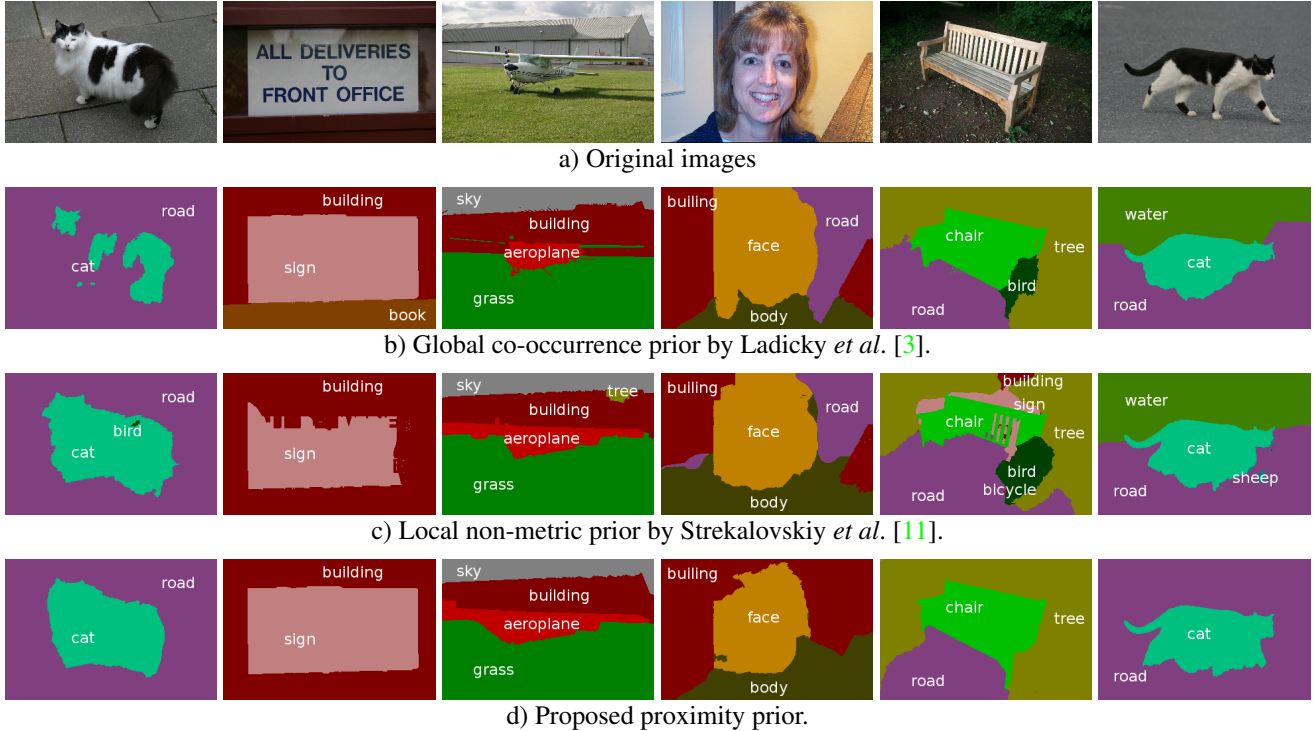 ALL DELIVERIES
TO
FRONT OFFICE
a) Original images
road
cat
building
sign
book
sky
building
aeroplane
grass
builing
face
road
body
chair
tree
bird
road
water
cat
road
b) Global co-occurrence prior by Ladicky et al. [3].
road
bird
cat
building
sign
tree
building
aeroplane
grass
builing
face
road
body
building
sign
chair
tree
bird
road
bicycle
water
cat
sheep
road
c) Local non-metric prior by Strekalovskiy et al. [11].
road
cat
building
sign
sky
building
aeroplane
grass
builing
face
body
chair
tree
road
cat
road
d) Proposed proximity prior.